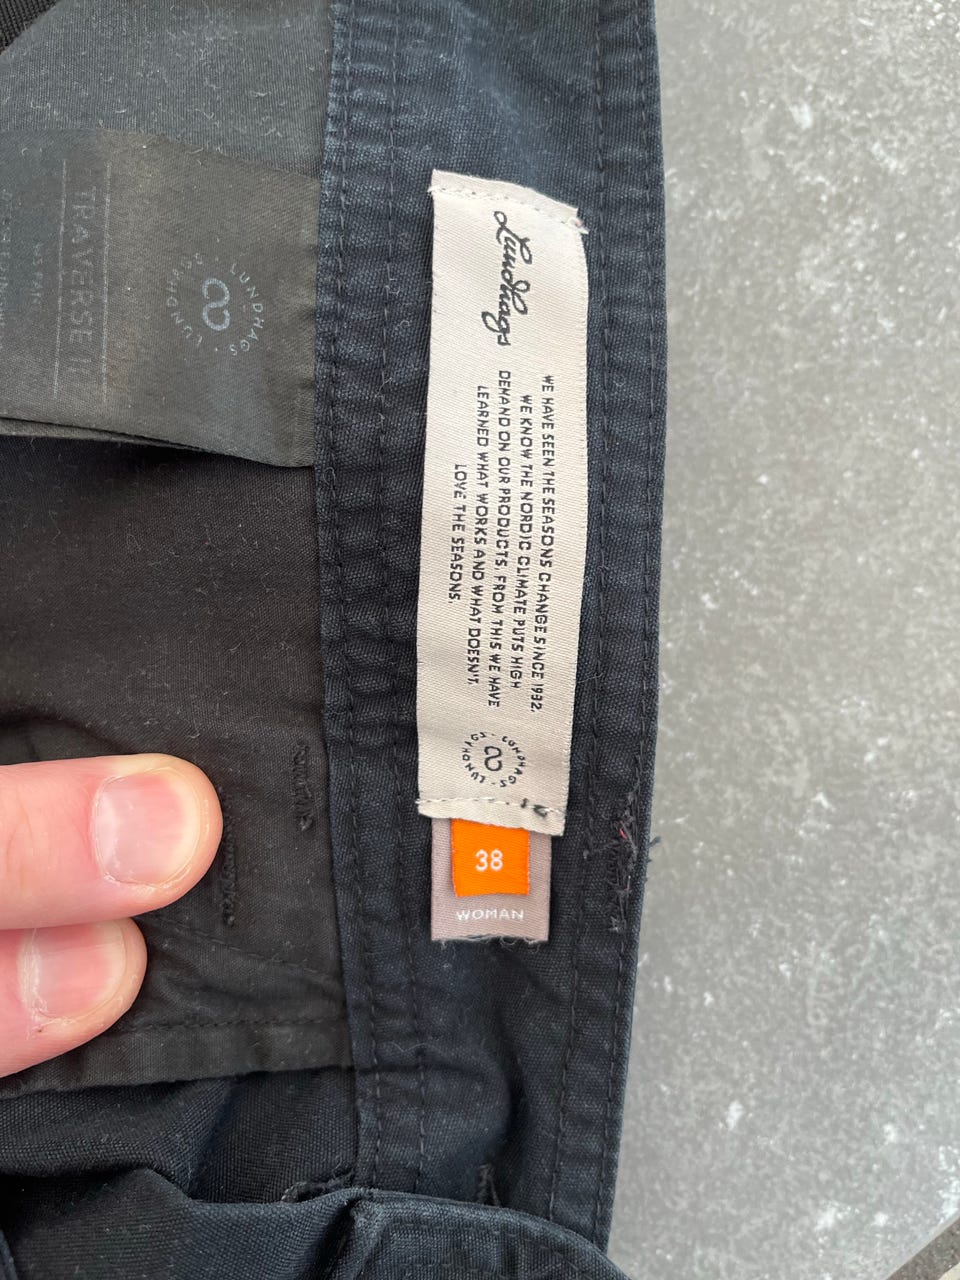 Lundhags
WE HAVE SEEN THE SEASONS CHANGE SINCE 1932.
WE KNOW THE NORDIC CLIMATE PUTS HIGH
DEMAND ON OUR PRODUCTS. FROM THIS WE HAVE
LEARNED WHAT WORKS AND WHAT DOESN'T.
LOVE THE SEASONS.
LUNDHAGS · LUNDHAGS ·
38
WOMAN
LUNDHAGS · LUNDHAGS ·
TRAVERSE